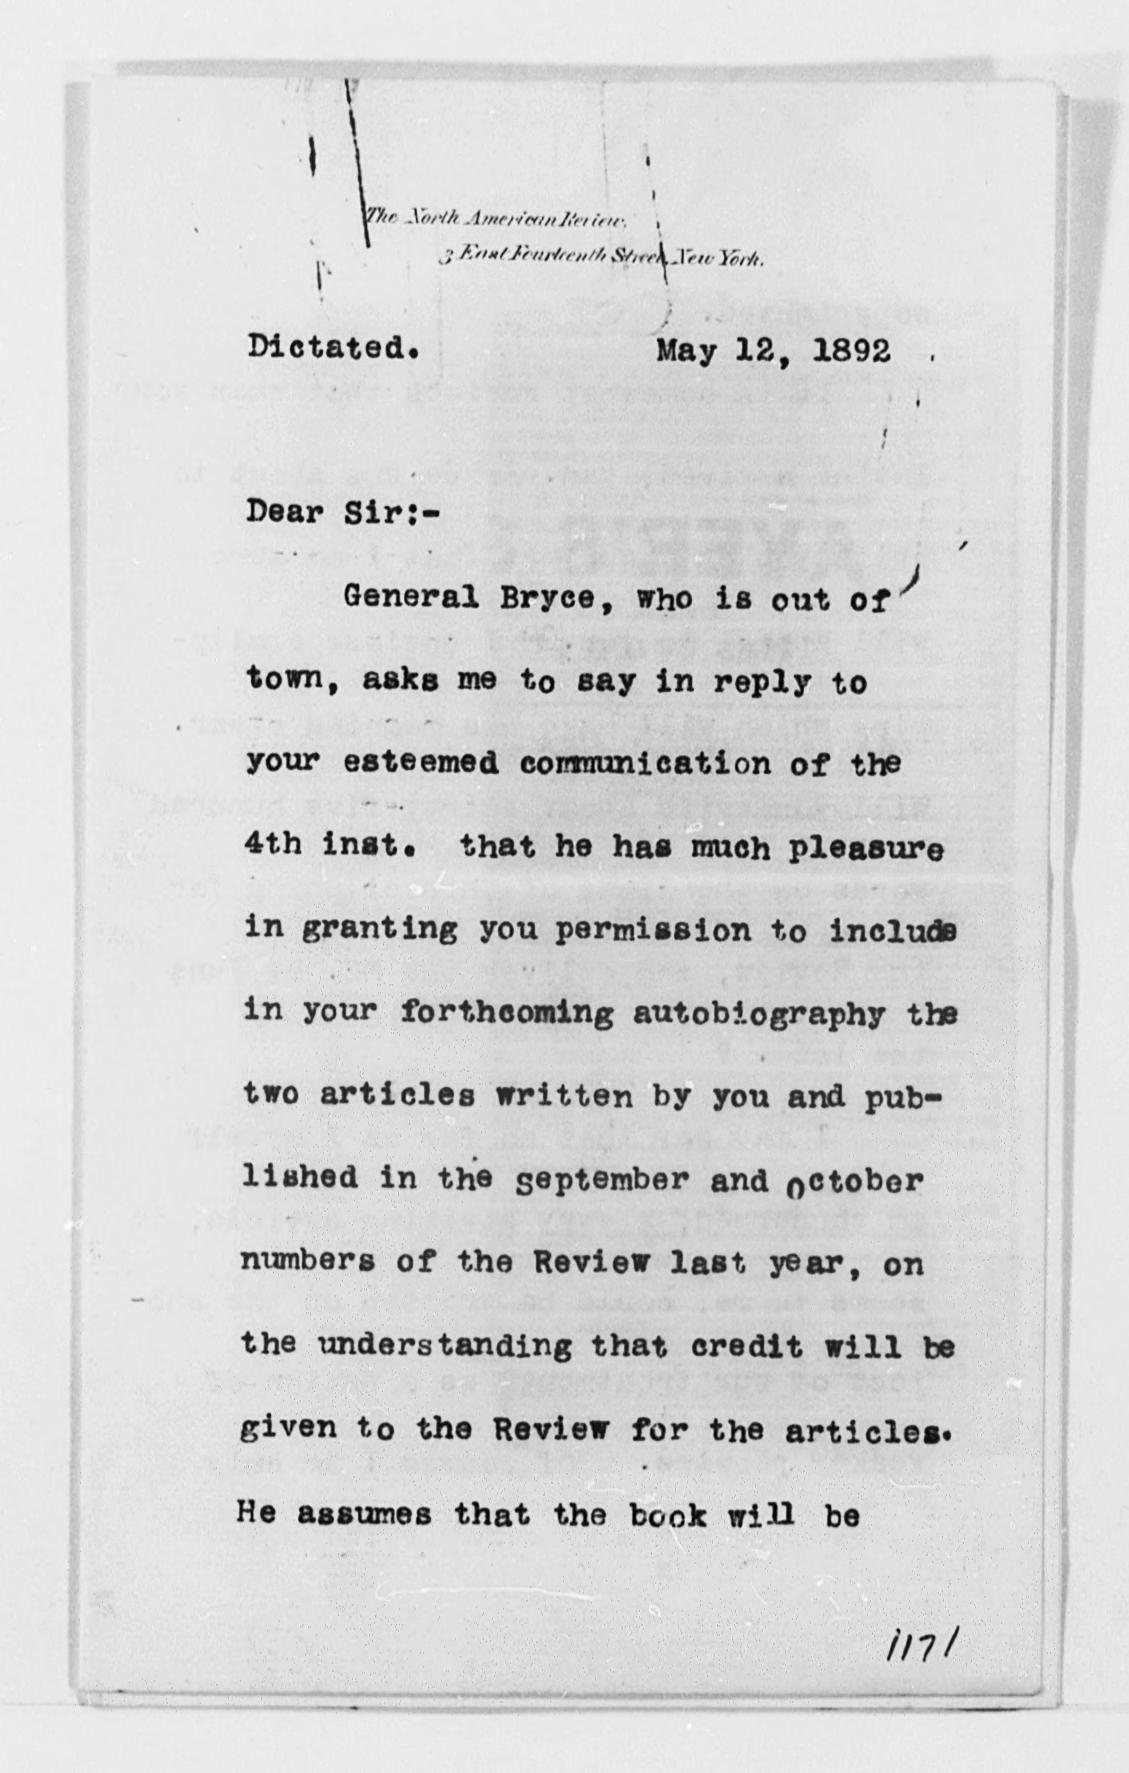 The North American Review,
3 East Fourteenth Street, New York.
Dictated. May 12, 1892
Dear Sir:-
General Bryce, who is out of
town, asks me to say in reply to
your esteemed communication of the
4th inst. that he has much pleasure
in granting you permission to include
in your forthcoming autobiography the
two articles written by you and pub-
lished in the september and October
numbers of the Review last year, on
the understanding that credit will be
given to the Review for the articles.
He assumes that the book will be
1171